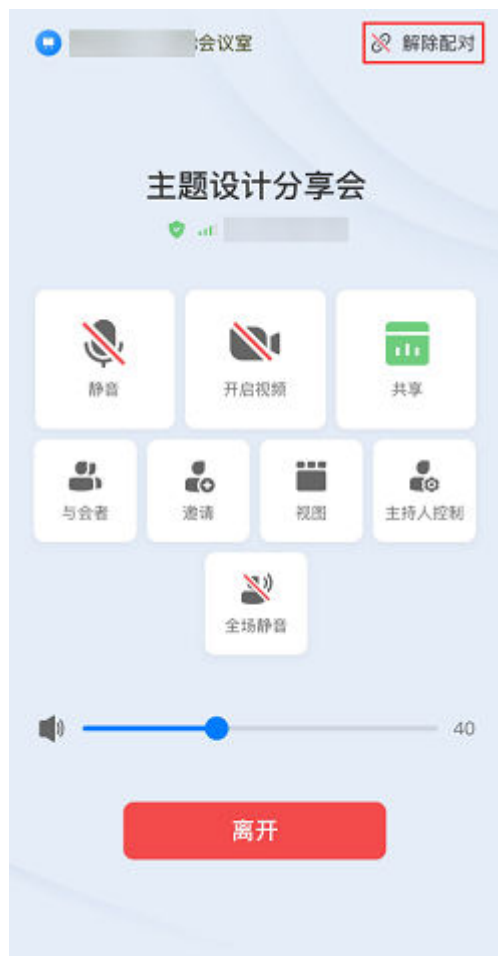 会议室
解除配对
主题设计分享会
静音
开启视频
共享
与会者
邀请
视图
主持人控制
全场静音
40
离开